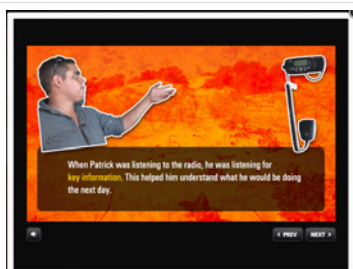 When Patrick was listening to the radio, he was listening for
key information. This helped him understand what he would be doing
the next day.
PREV
NEXT